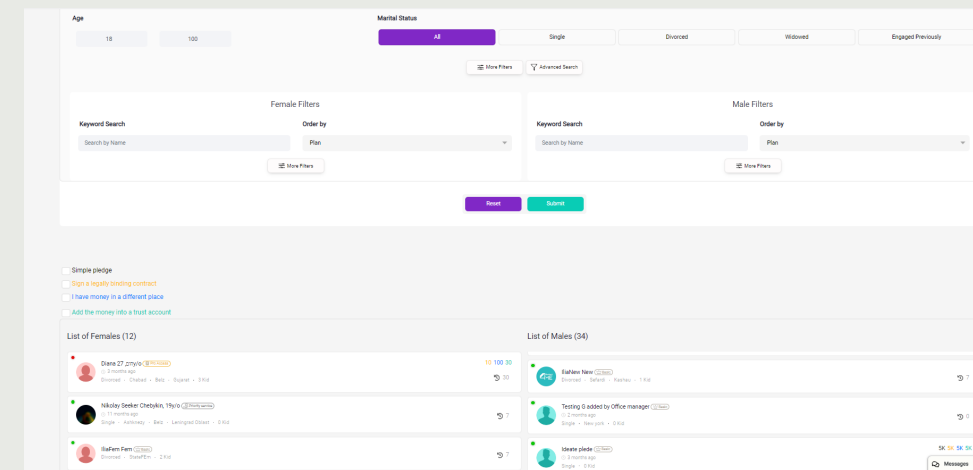 Age
Marital Status
18
100
All
Single
Divorced
Widowed
Engaged Previously
More Filters
Advanced Search
Female Filters
Male Filters
Keyword Search
Order by
Keyword Search
Order by
Search by Name
Plan
Search by Name
Plan
More Filters
More Filters
Reset
Submit
Simple pledge
Sign a legally binding contract
I have money in a different place
Add the money into a trust account
List of Females (12)
List of Males (34)
Diana 27
10 100 30
3 months ago
30
Divorced - Chabad - Belz - Gujarat - 3 Kid
IliaNew New
7
Divorced - Sefardi - Kashau - 1 Kid
Nikolay Seeker Chebykin, 19y/o
11 months ago
7
Single - Belz - Leningrad Oblast - 0 Kid
Testing G added by Office manager
2 months ago
0
Single - New york - 0 Kid
IliaFem Fem
7
Divorced - StateFEm - 2 Kid
Ideate plede
5K 5K 5K 5K
3 months ago
Single - 0 Kid
Messages